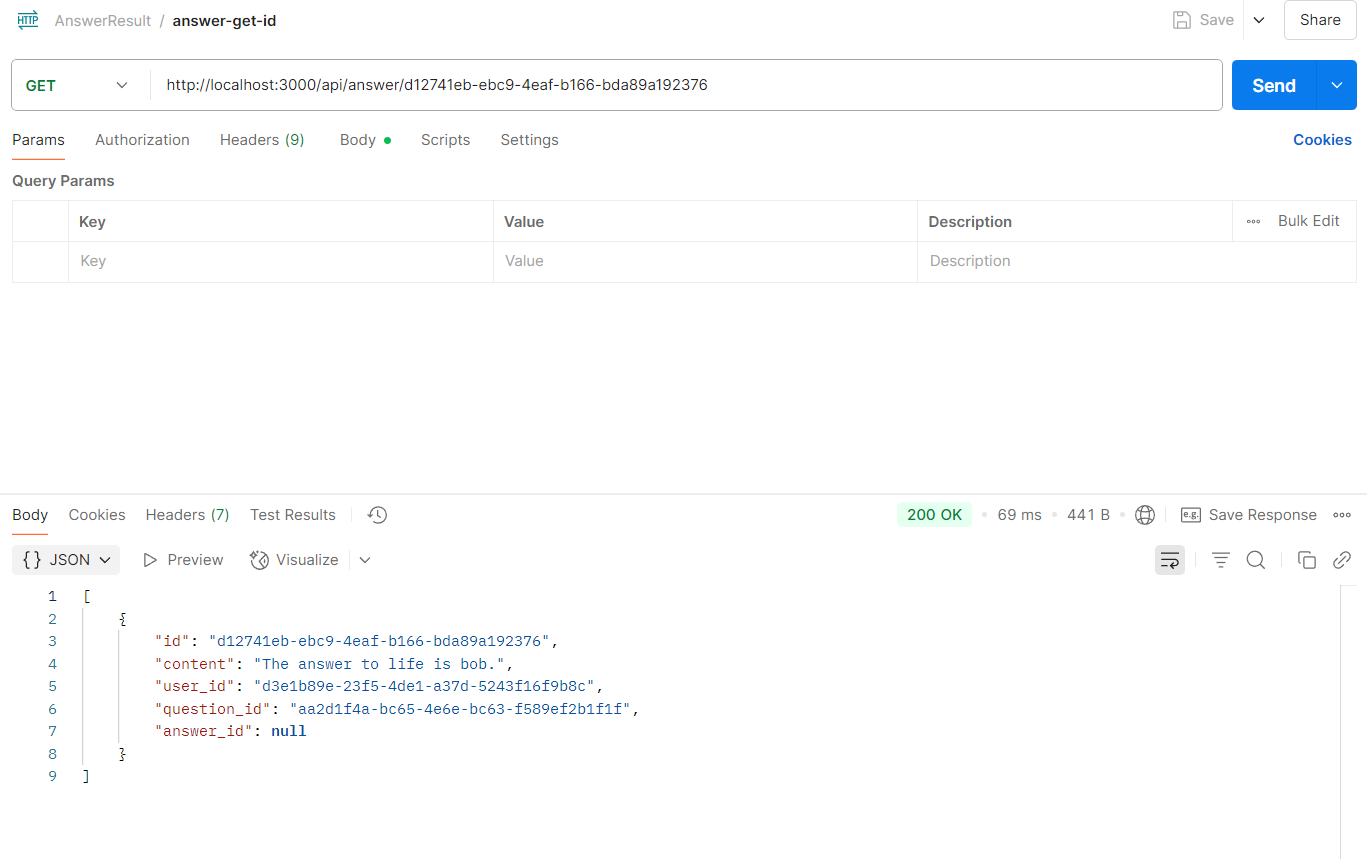 HTTP AnswerResult / answer-get-id Save Share
GET http://localhost:3000/api/answer/d12741eb-ebc9-4eaf-b166-bda89a192376 Send
Params Authorization Headers (9) Body Scripts Settings Cookies
Query Params
Key Value Description Bulk Edit
Key Value Description
Body Cookies Headers (7) Test Results 200 OK 69 ms 441 B e.g. Save Response
{} JSON Preview Visualize
1 [
2 {
3 "id": "d12741eb-ebc9-4eaf-b166-bda89a192376",
4 "content": "The answer to life is bob.",
5 "user_id": "d3e1b89e-23f5-4de1-a37d-5243f16f9b8c",
6 "question_id": "aa2d1f4a-bc65-4e6e-bc63-f589ef2b1f1f",
7 "answer_id": null
8 }
9 ]